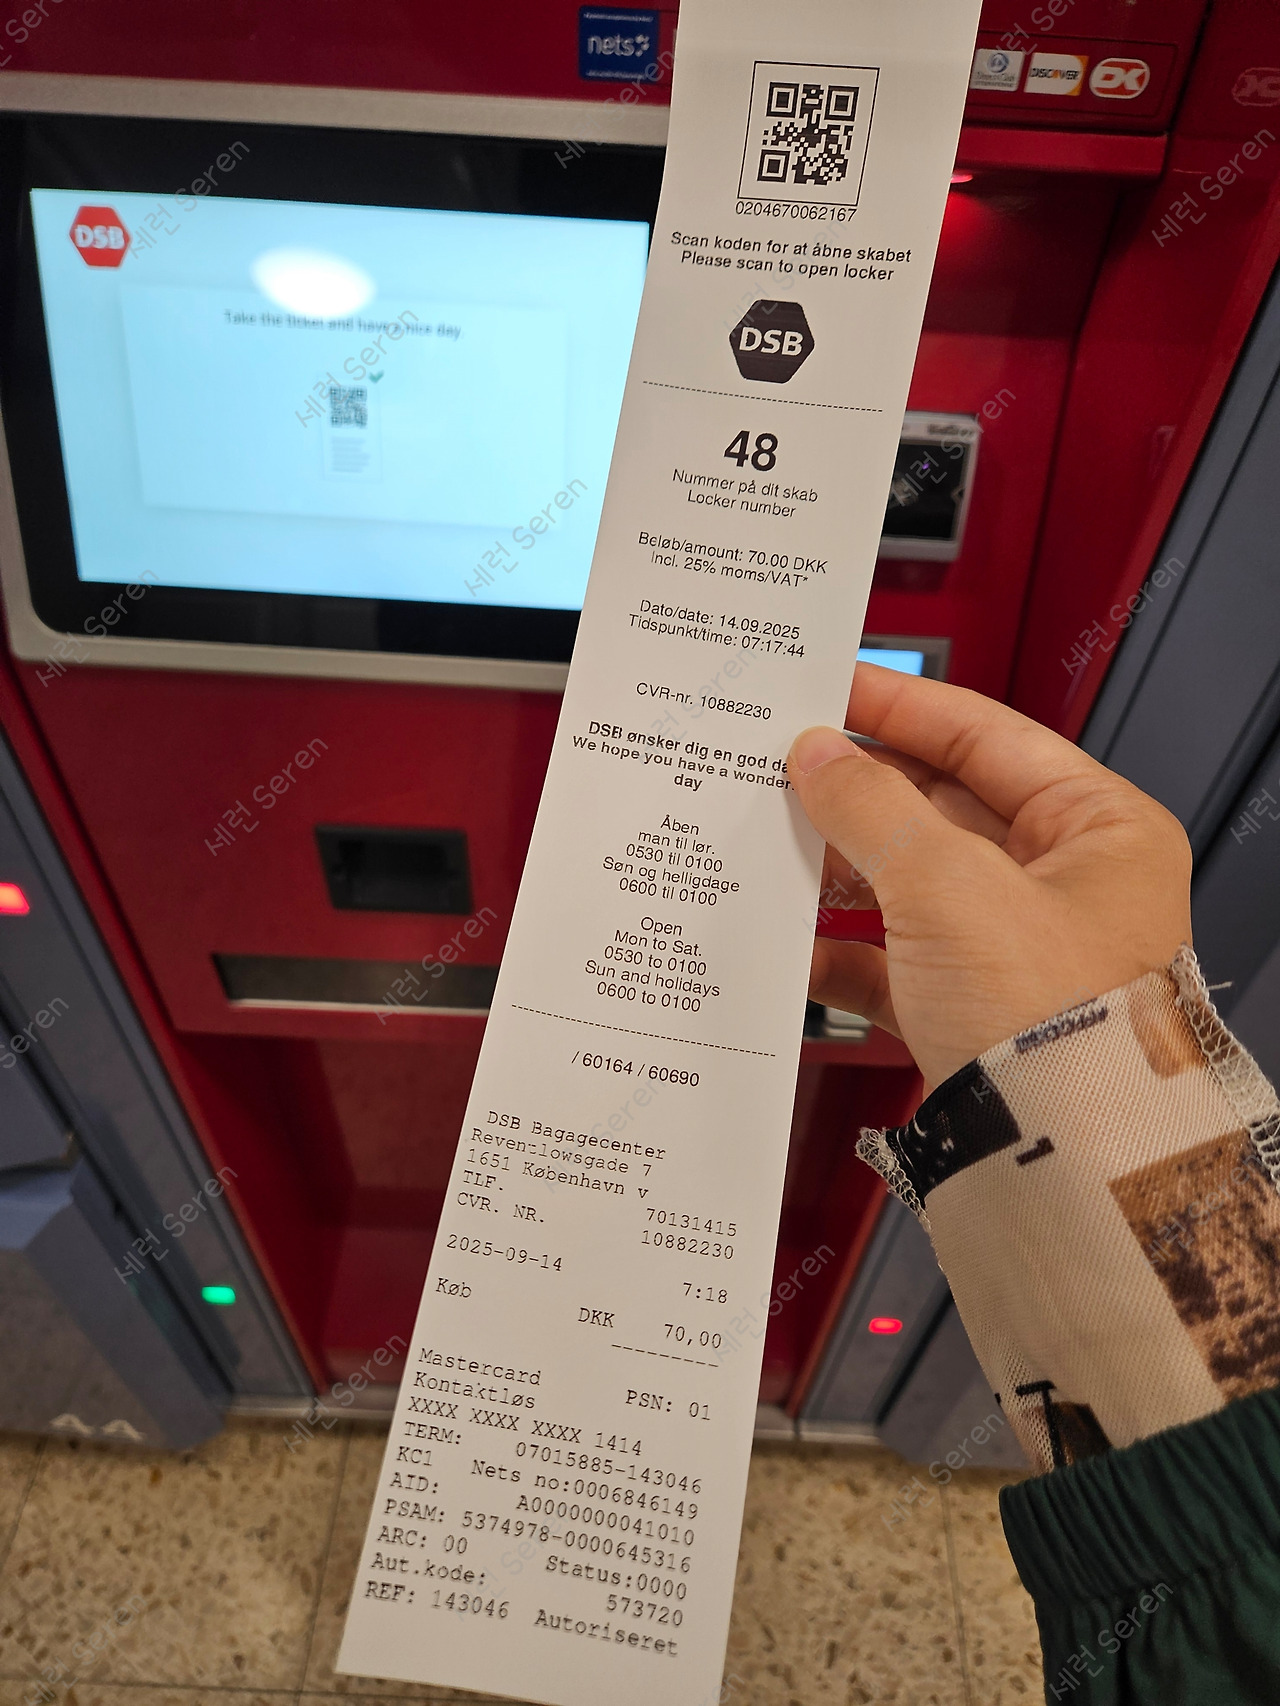 nets
DISCOVER
DK
DSB
Take the ticket and have a nice day
0204670062167
Scan koden for at åbne skabet
Please scan to open locker
DSB
48
Nummer på dit skab
Locker number
Beløb/amount: 70.00 DKK
Incl. 25% moms/VAT*
Dato/date: 14.09.2025
Tidspunkt/time: 07:17:44
CVR-nr. 10882230
DSB ønsker dig en god da
We hope you have a wonder
day
Åben
man til lør.
0530 til 0100
Søn og helligdage
0600 til 0100
Open
Mon to Sat.
0530 to 0100
Sun and holidays
0600 to 0100
/ 60164 / 60690
DSB Bagagecenter
Reventlowsgade 7
1651 København v
TLF. 70131415
CVR. NR. 10882230
2025-09-14 7:18
Køb
DKK 70,00
Mastercard
Kontaktløs PSN: 01
XXXX XXXX XXXX 1414
TERM: 07015885-143046
KC1 Nets no:0006846149
AID: A0000000041010
PSAM: 5374978-0000645316
ARC: 00 Status:0000
Aut.kode: 573720
REF: 143046 Autoriseret
세런 Seren